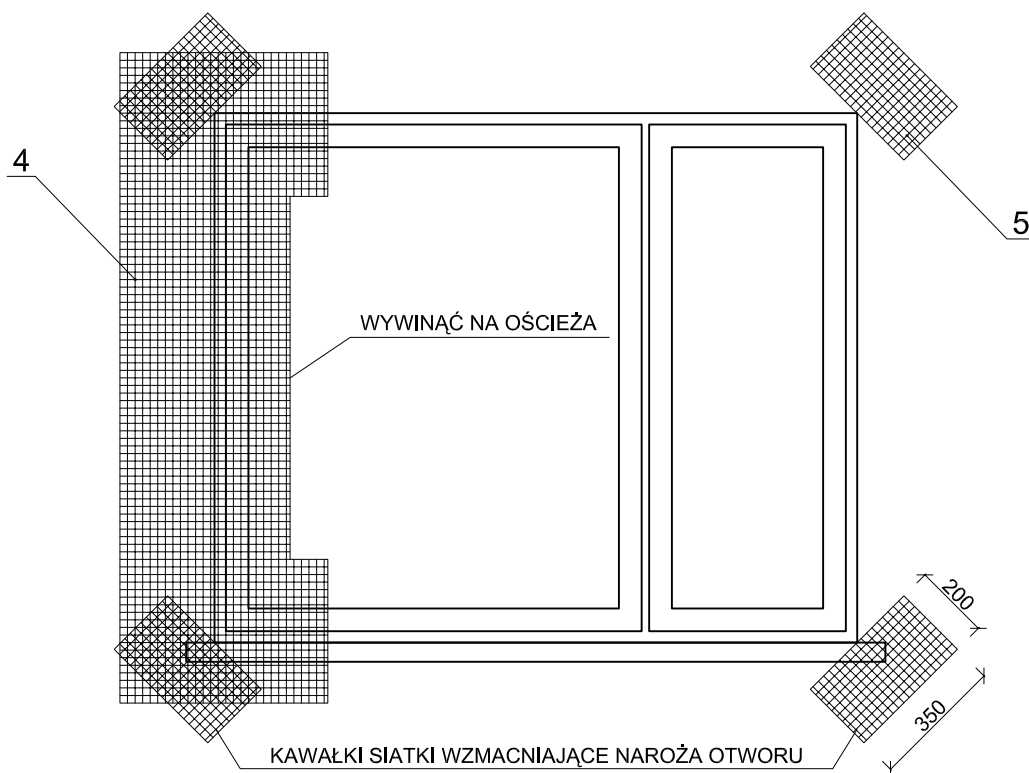 4
5
WYWINĄĆ NA OŚCIEŻA
200
350
KAWAŁKI SIATKI WZMACNIAJĄCE NAROŻA OTWORU